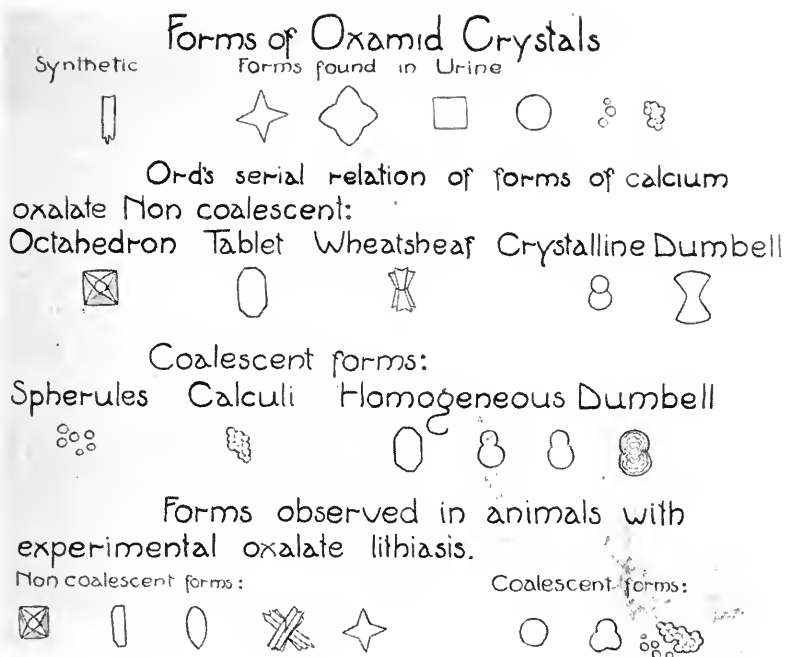 Forms of Oxamid Crystals
Synthetic Forms found in Urine
Ord's serial relation of forms of calcium
oxalate Non coalescent:
Octahedron Tablet Wheatsheaf Crystalline Dumbell
Coalescent forms:
Spherules Calculi Homogeneous Dumbell
Forms observed in animals with
experimental oxalate lithiasis.
Non coalescent forms: Coalescent forms: